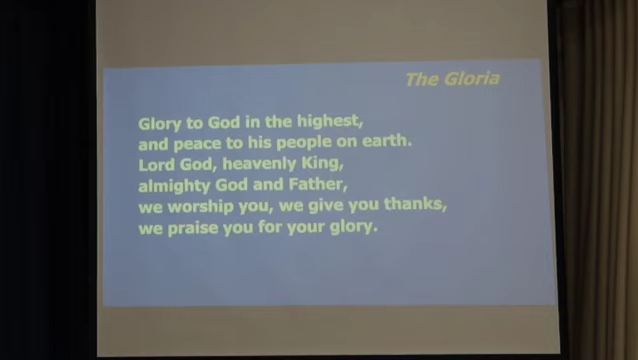 The Gloria
Glory to God in the highest,
and peace to his people on earth.
Lord God, heavenly King,
almighty God and Father,
we worship you, we give you thanks,
we praise you for your glory.